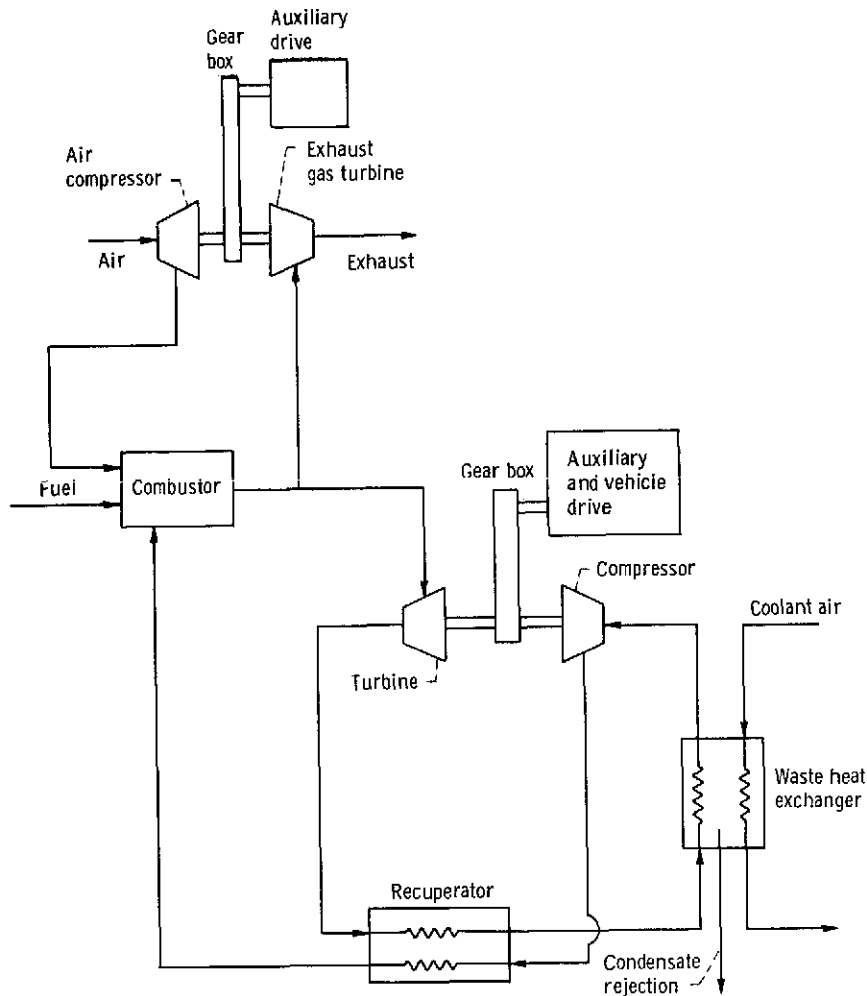 Auxiliary
drive
Gear
box
Air
compressor
Exhaust
gas turbine
Air
Exhaust
Fuel
Combustor
Gear box
Auxiliary
and vehicle
drive
Compressor
Coolant air
Turbine
Waste heat
exchanger
Recuperator
Condensate
rejection